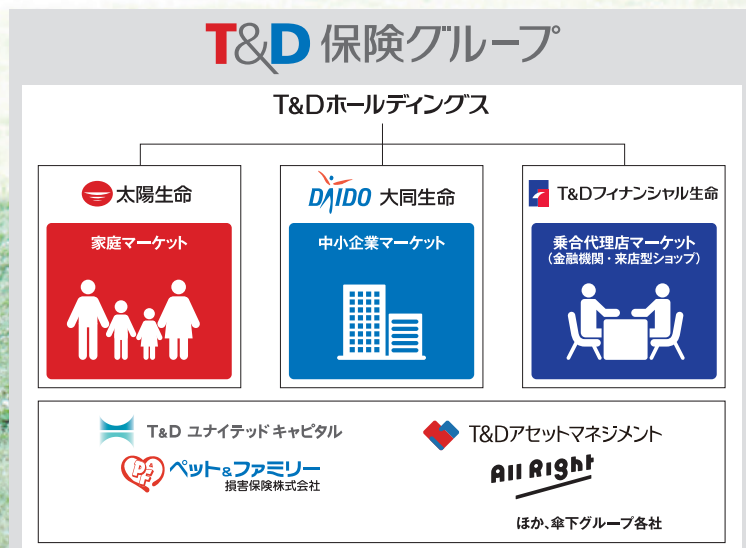 T&D 保険グループ
T&Dホールディングス
太陽生命
家庭マーケット
DAIDO 大同生命
中小企業マーケット
T&Dフィナンシャル生命
乗合代理店マーケット
(金融機関・来店型ショップ)
T&D ユナイテッド キャピタル
T&Dアセットマネジメント
P&F ペット&ファミリー
損害保険株式会社
All Right
ほか、傘下グループ各社